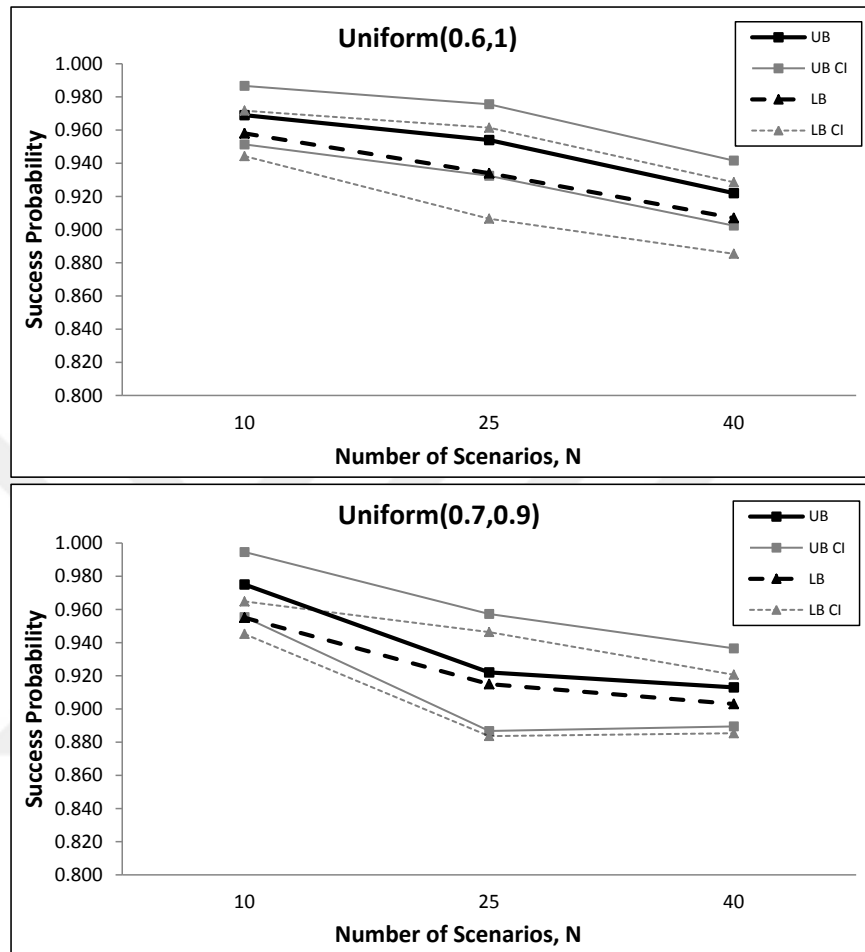 Uniform(0.6,1)
UB
UB CI
LB
LB CI
1.000
0.980
0.960
0.940
0.920
0.900
0.880
0.860
0.840
0.820
0.800
Success Probability
10 25 40
Number of Scenarios, N
Uniform(0.7,0.9)
UB
UB CI
LB
LB CI
1.000
0.980
0.960
0.940
0.920
0.900
0.880
0.860
0.840
0.820
0.800
Success Probability
10 25 40
Number of Scenarios, N